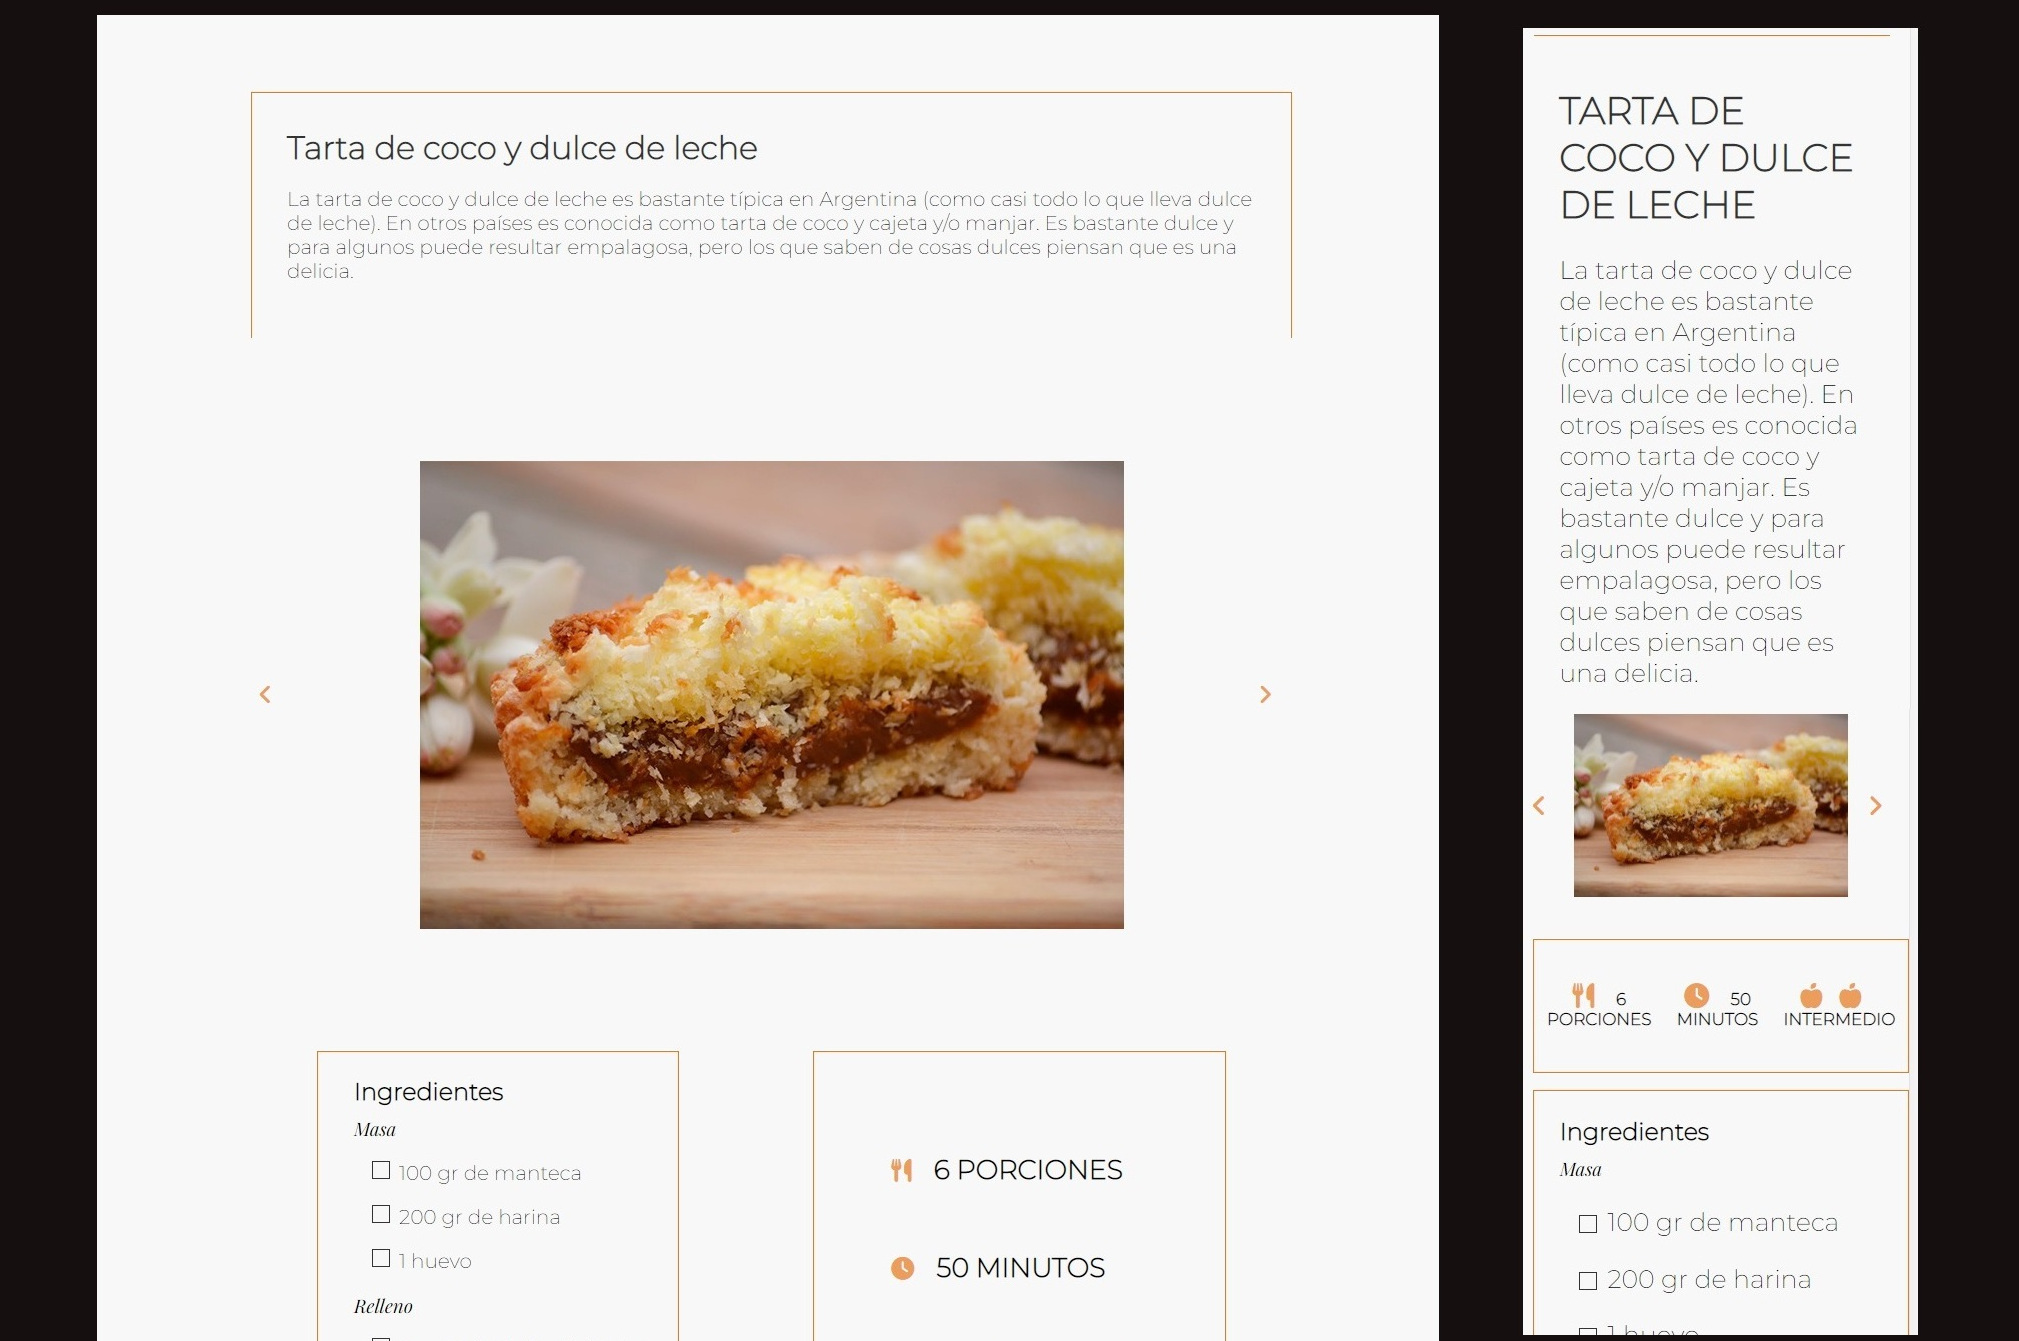 Tarta de coco y dulce de leche
La tarta de coco y dulce de leche es bastante típica en Argentina (como casi todo lo que lleva dulce
de leche). En otros países es conocida como tarta de coco y cajeta y/o manjar. Es bastante dulce y
para algunos puede resultar empalagosa, pero los que saben de cosas dulces piensan que es una
delicia.
Ingredientes
Masa
100 gr de manteca
200 gr de harina
1 huevo
Relleno
6 PORCIONES
50 MINUTOS
TARTA DE
COCO Y DULCE
DE LECHE
La tarta de coco y dulce
de leche es bastante
típica en Argentina
(como casi todo lo que
lleva dulce de leche). En
otros países es conocida
como tarta de coco y
cajeta y/o manjar. Es
bastante dulce y para
algunos puede resultar
empalagosa, pero los
que saben de cosas
dulces piensan que es
una delicia.
6
PORCIONES
50
MINUTOS
INTERMEDIO
Ingredientes
Masa
100 gr de manteca
200 gr de harina
1 huevo